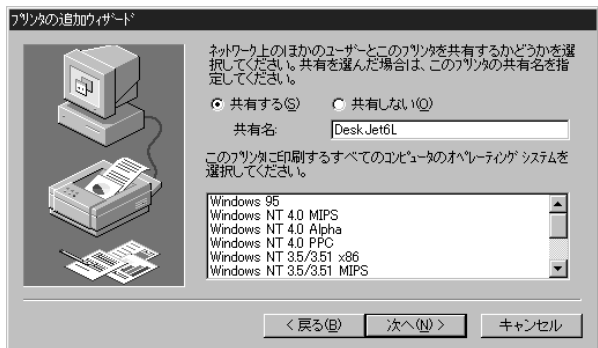 プリンタの追加ウィザード
ネットワーク上のほかのユーザーとこのプリンタを共有するかどうかを選
択してください。共有を選んだ場合は、このプリンタの共有名を指
定してください。
共有する(S) 共有しない(O)
共有名: DeskJet6L
このプリンタに印刷するすべてのコンピュータのオペレーティング システムを
選択してください。
Windows 95
Windows NT 4.0 MIPS
Windows NT 4.0 Alpha
Windows NT 4.0 PPC
Windows NT 3.5/3.51 x86
Windows NT 3.5/3.51 MIPS
< 戻る(B) 次へ(N) > キャンセル